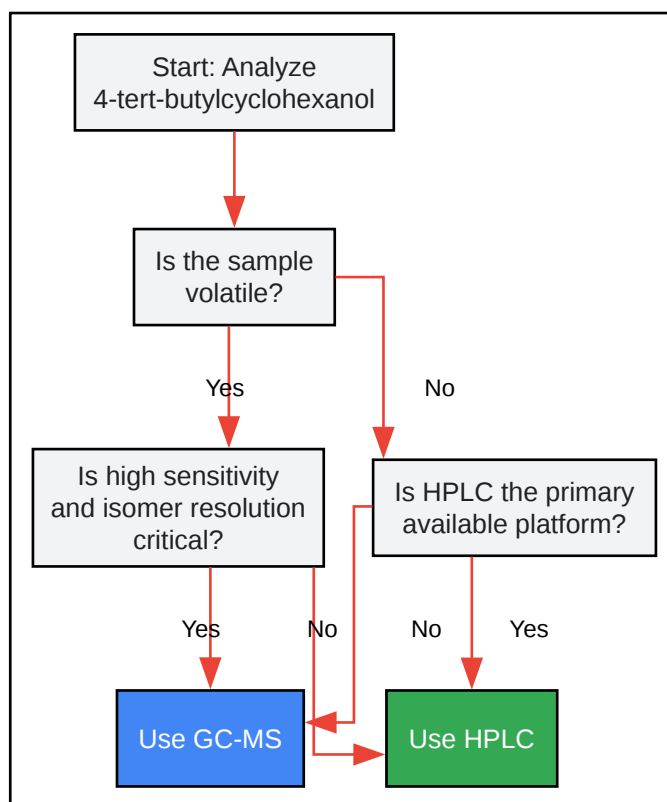 Start: Analyze
4-tert-butylcyclohexanol
Is the sample
volatile?
Yes
No
Is high sensitivity
and isomer resolution
critical?
Is HPLC the primary
available platform?
Yes
No
No
Yes
Use GC-MS
Use HPLC